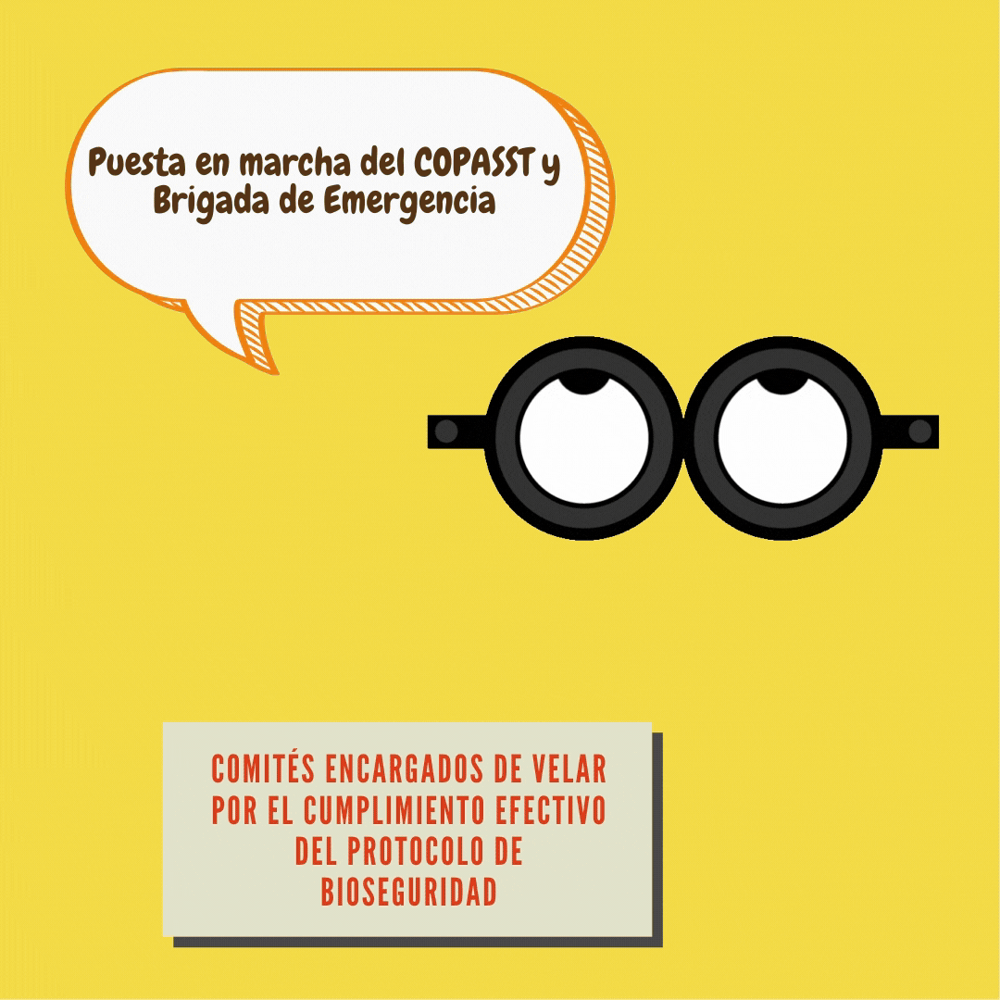 Puesta en marcha del COPASST y
Brigada de Emergencia
COMITÉS ENCARGADOS DE VELAR
POR EL CUMPLIMIENTO EFECTIVO
DEL PROTOCOLO DE
BIOSEGURIDAD